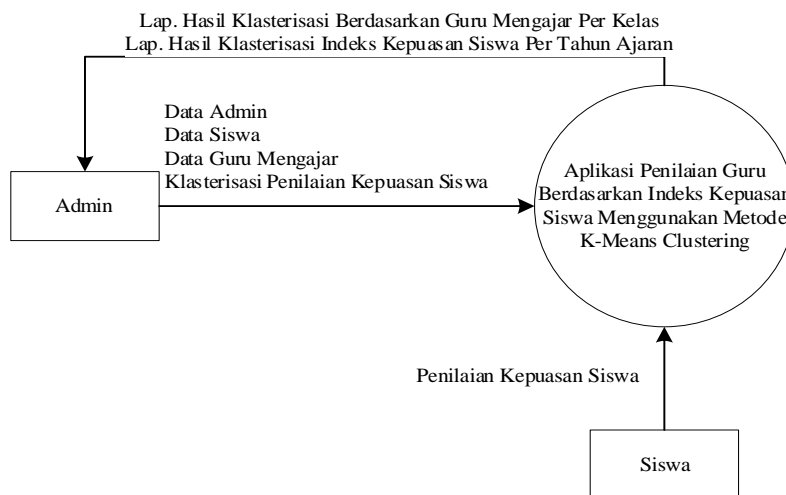 Lap. Hasil Klasterisasi Berdasarkan Guru Mengajar Per Kelas
Lap. Hasil Klasterisasi Indeks Kepuasan Siswa Per Tahun Ajaran
Data Admin
Data Siswa
Data Guru Mengajar
Klasterisasi Penilaian Kepuasan Siswa
Admin
Aplikasi Penilaian Guru
Berdasarkan Indeks Kepuasan
Siswa Menggunakan Metode
K-Means Clustering
Penilaian Kepuasan Siswa
Siswa